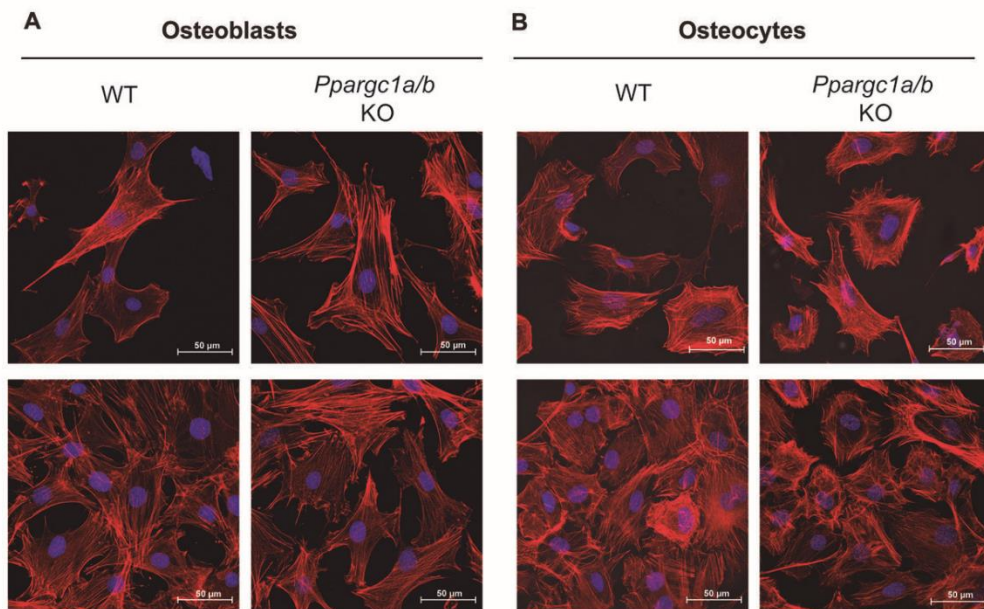 A
Osteoblasts
WT
Ppargc1a/b
KO
50 µm
50 µm
50 µm
50 µm
B
Osteocytes
WT
Ppargc1a/b
KO
50 µm
50 µm
50 µm
50 µm